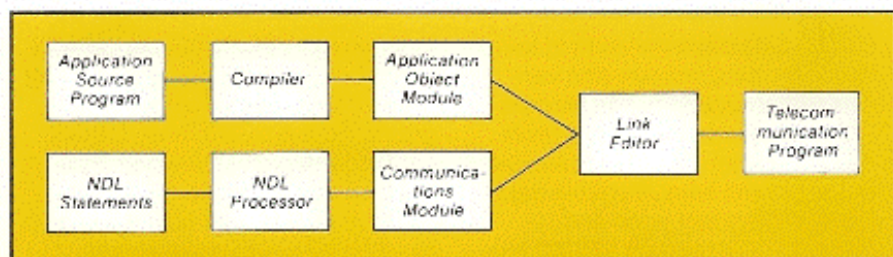 Application
Source
Program
Compiler
Application
Object
Module
Link
Editor
Telecom
munication
Program
NDL
Statements
NDL
Processor
Communica-
tions
Module